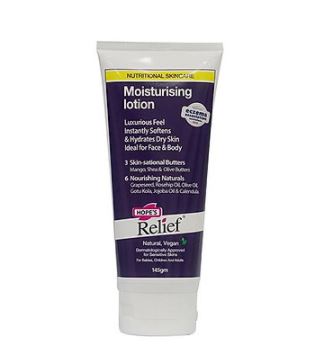 NUTRITIONAL SKINCARE
Moisturising
lotion
eczema
Luxurious Feel
Instantly Softens
& Hydrates Dry Skin
Ideal for Face & Body
3 Skin-sational Butters
Mango, Shea & Olive Butters
6 Nourishing Naturals
Grapeseed, Rosehip Oil, Olive Oil,
Gotu Kola, Jojoba Oil & Calendula
HOPE'S
Relief®
Natural, Vegan
Dermatologically Approved
for Sensitive Skins
For Babies, Children And Adults
145gm